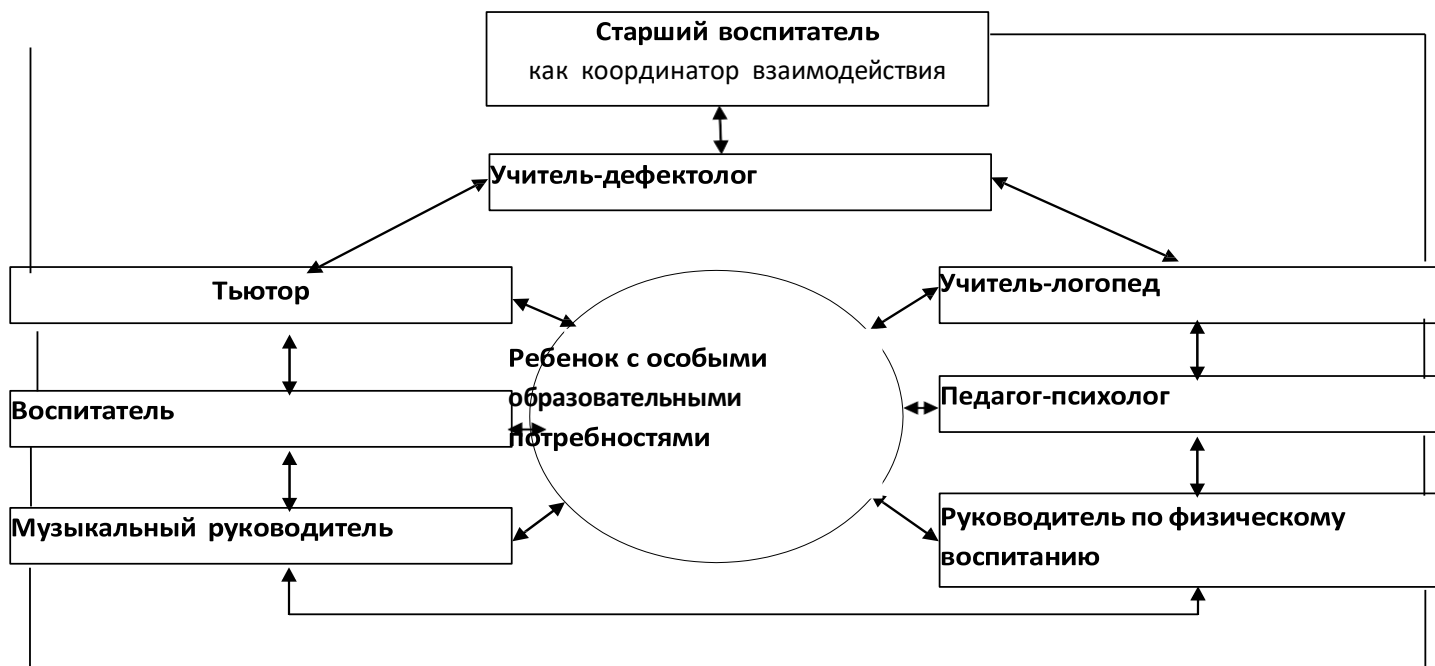 Старший воспитатель
как координатор взаимодействия
Учитель-дефектолог
Тьютор
Учитель-логопед
Ребенок с особыми
образовательными
потребностями
Воспитатель
Педагог-психолог
Музыкальный руководитель
Руководитель по физическому
воспитанию